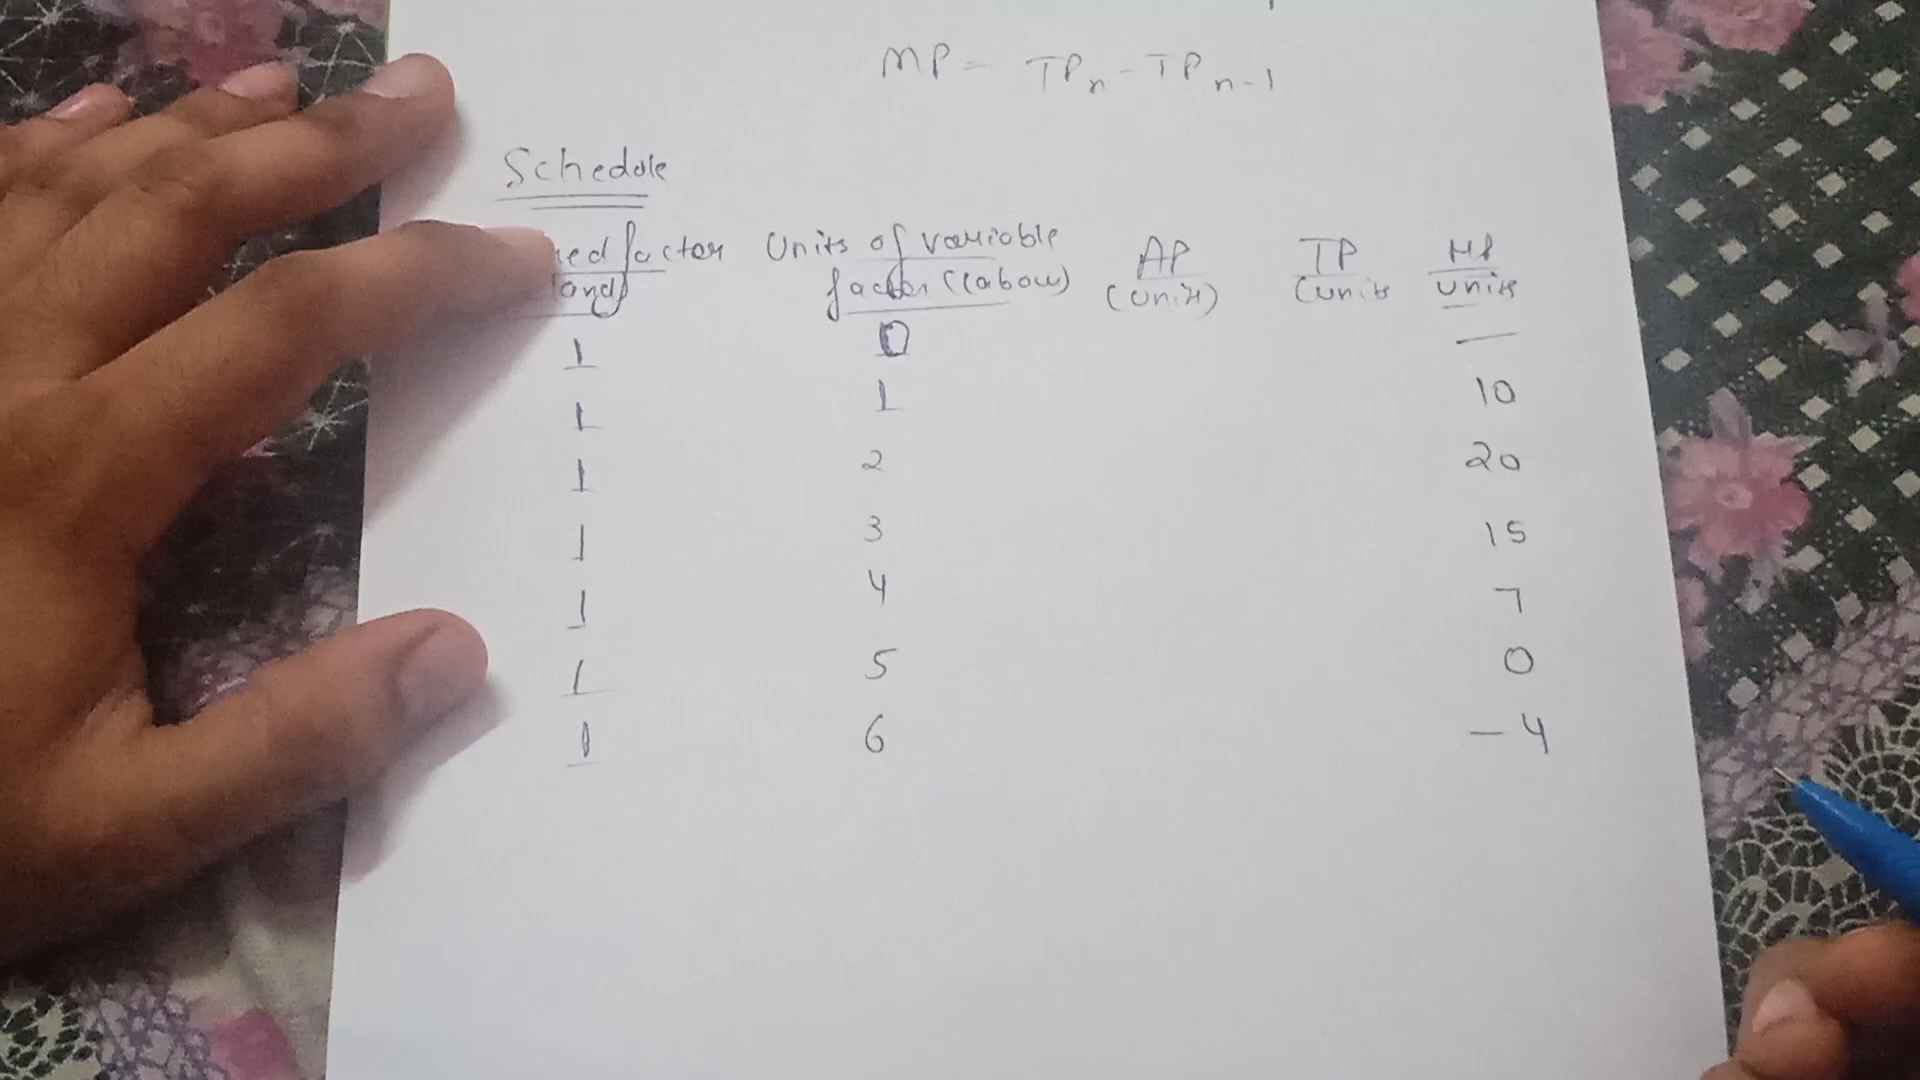 MP = TPn - TPn-1
Schedule
factor Units of variable AP TP MP
land) factor (labour) (units) (units units
1 0 —
1 1 10
1 2 20
1 3 15
1 4 7
1 5 0
1 6 -4